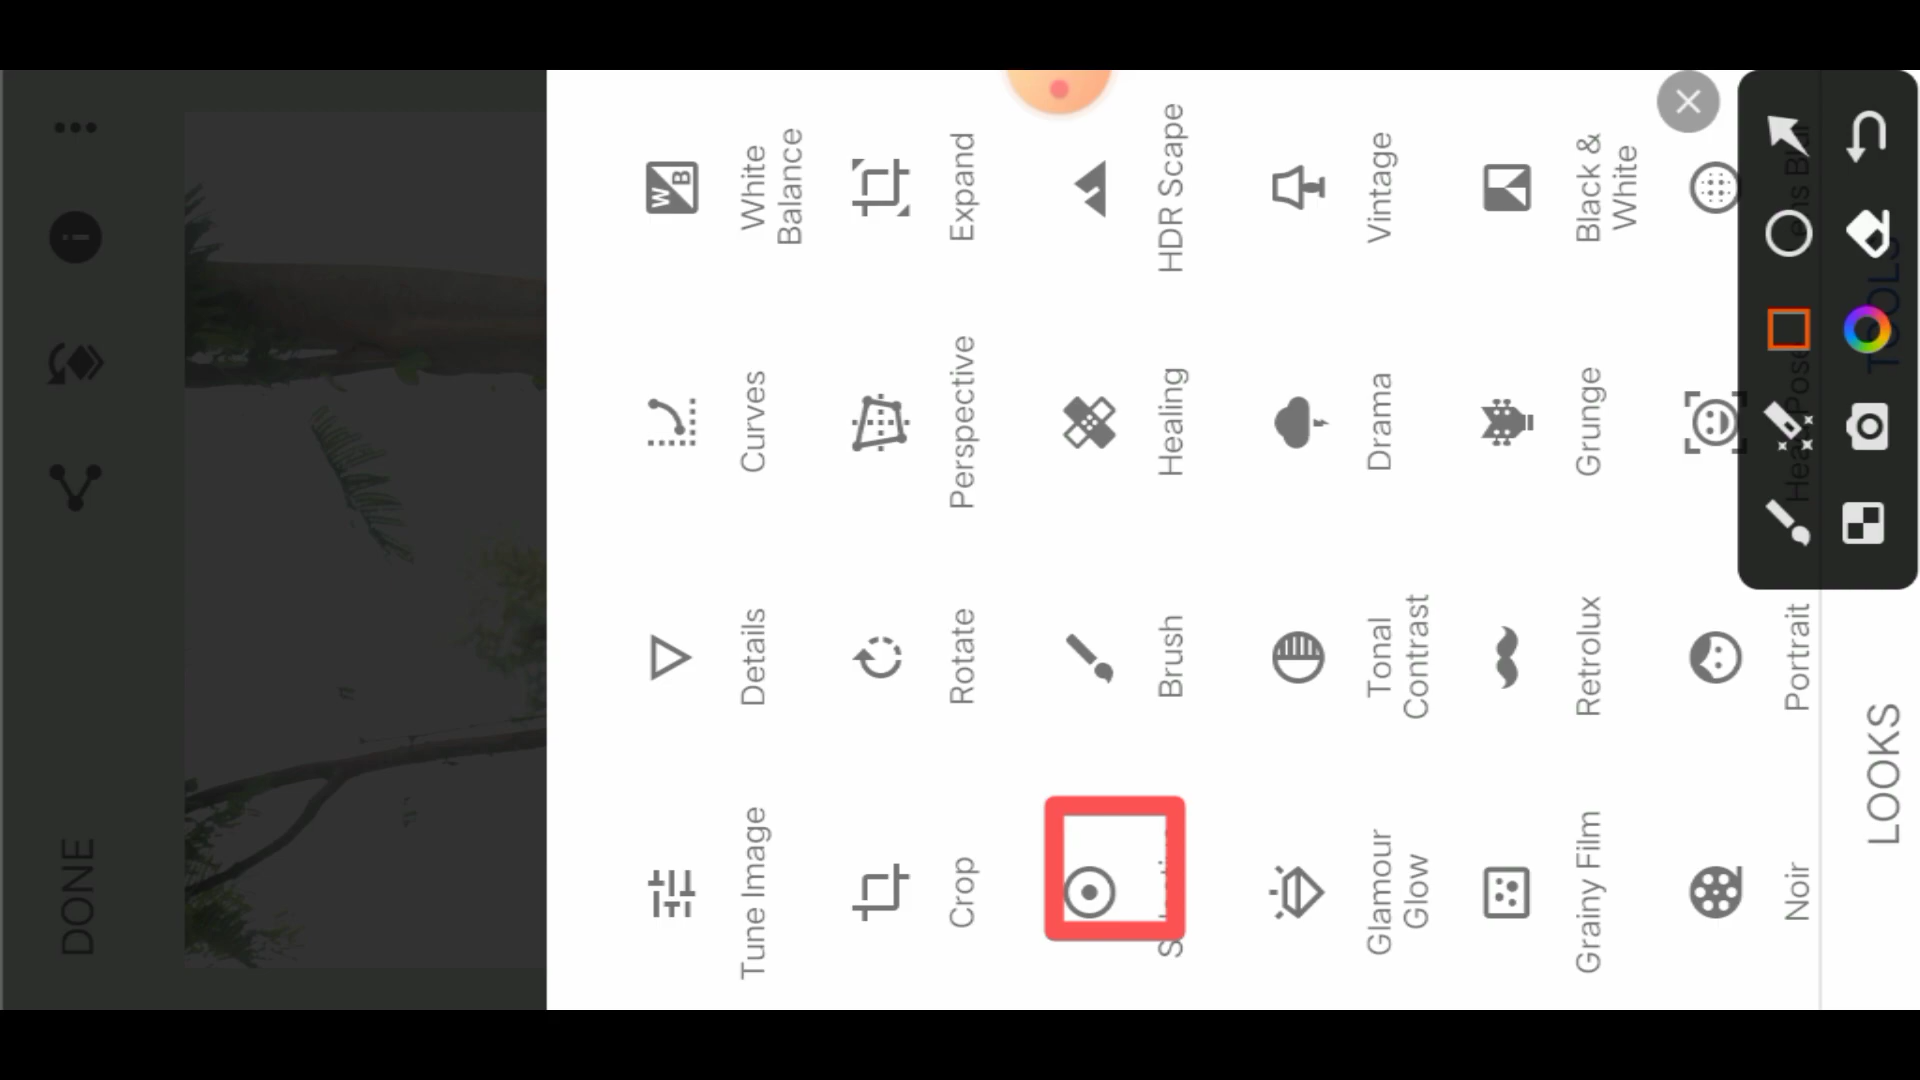 DONE
Tune Image
Details
Curves
White
Balance
Crop
Rotate
Perspective
Expand
Brush
Healing
HDR Scape
Glamour
Glow
Tonal
Contrast
Drama
Vintage
Grainy Film
Retrolux
Grunge
Black &
White
Noir
Portrait
LOOKS
TOOLS